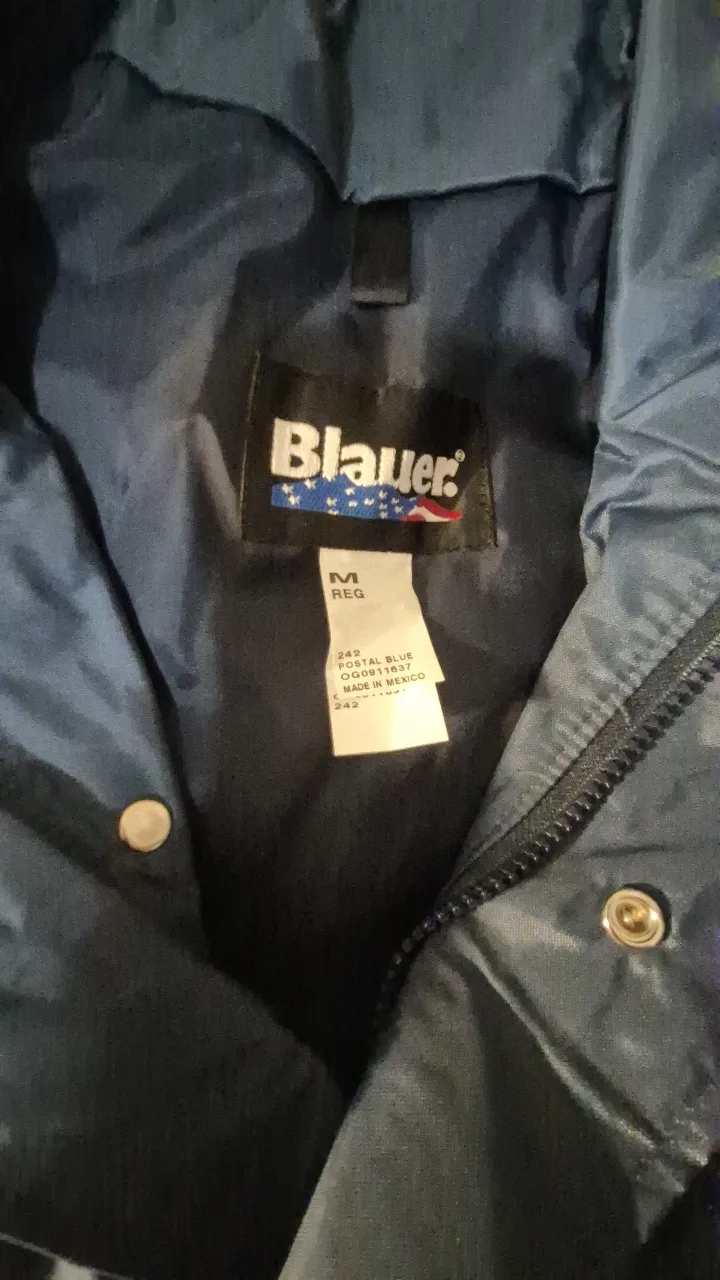 Blauer.®
M
REG
242
POSTAL BLUE
OG0911637
MADE IN MEXICO
242